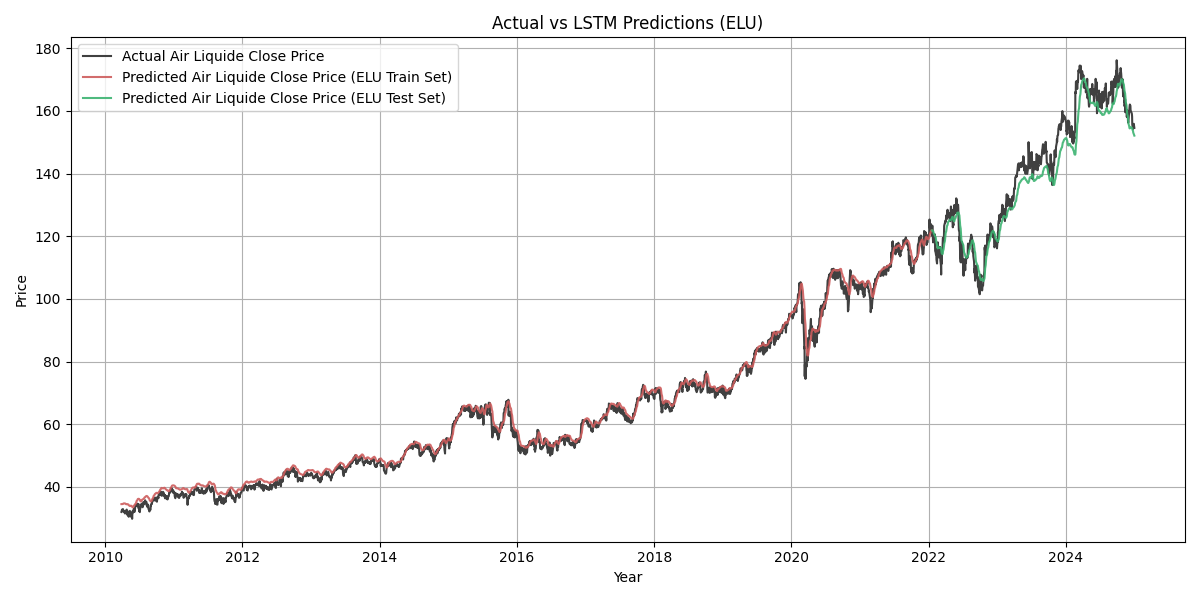 Actual vs LSTM Predictions (ELU)
Actual Air Liquide Close Price
Predicted Air Liquide Close Price (ELU Train Set)
Predicted Air Liquide Close Price (ELU Test Set)
180
160
140
120
100
80
60
40
Price
2010 2012 2014 2016 2018 2020 2022 2024
Year